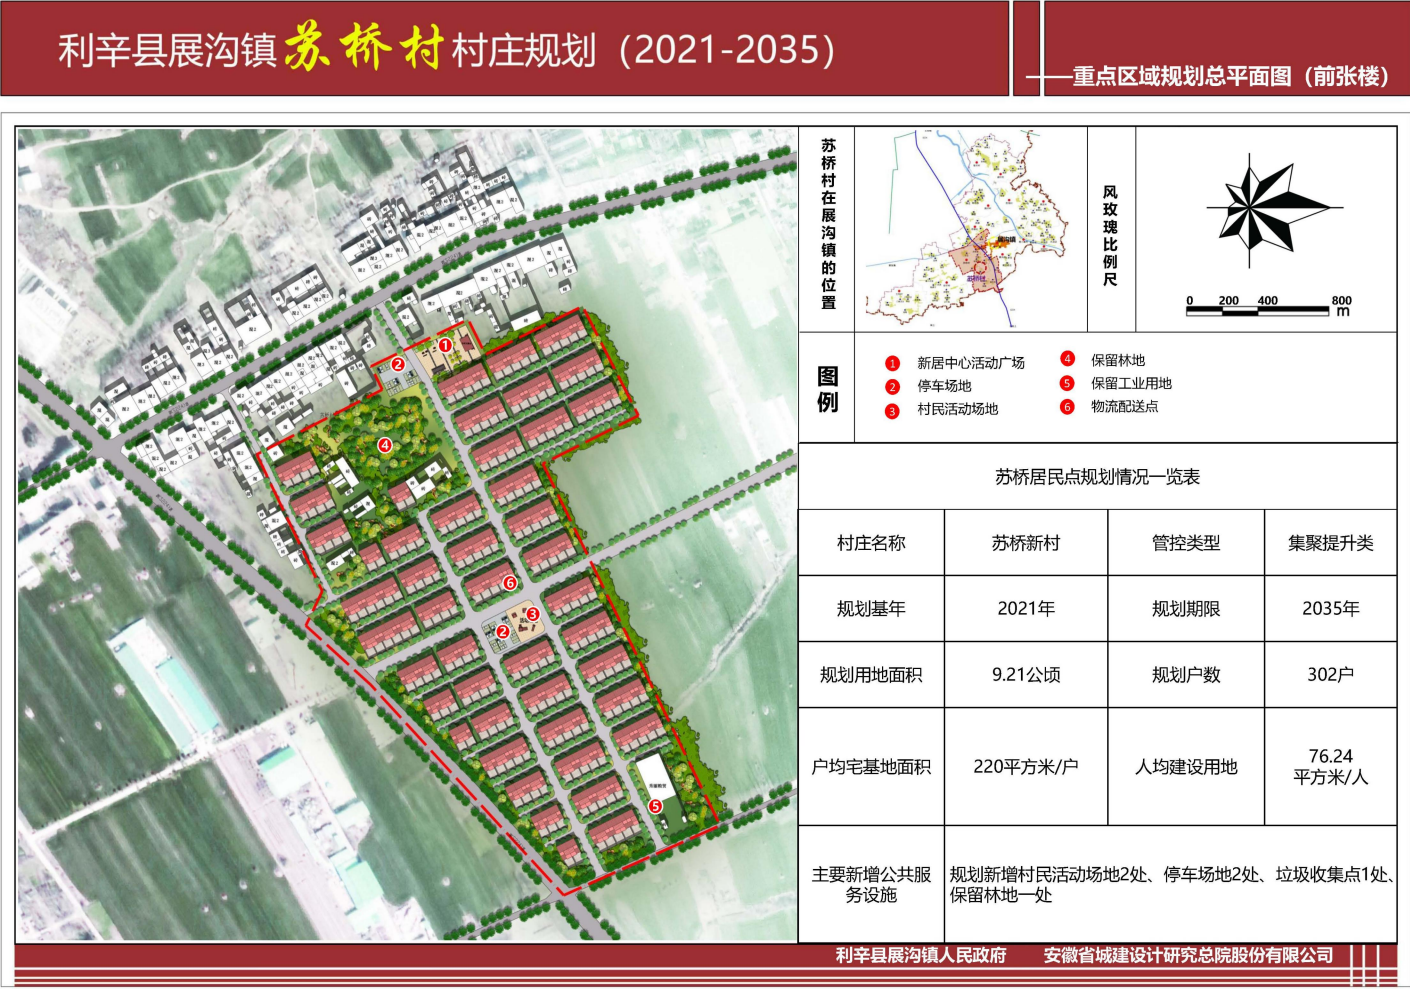 利辛县展沟镇苏桥村村庄规划（2021-2035）
——重点区域规划总平面图（前张楼）
苏桥村在展沟镇的位置
展沟镇
苏桥村
风玫瑰比例尺
0 200 400 800
m
图例
1 新居中心活动广场
2 停车场地
3 村民活动场地
4 保留林地
5 保留工业用地
6 物流配送点
1
2
4
6
3
2
5
苏桥居民点规划情况一览表
村庄名称 苏桥新村 管控类型 集聚提升类
规划基年 2021年 规划期限 2035年
规划用地面积 9.21公顷 规划户数 302户
户均宅基地面积 220平方米/户 人均建设用地 76.24
平方米/人
主要新增公共服
务设施
规划新增村民活动场地2处、停车场地2处、垃圾收集点1处、
保留林地一处
利辛县展沟镇人民政府 安徽省城建设计研究总院股份有限公司